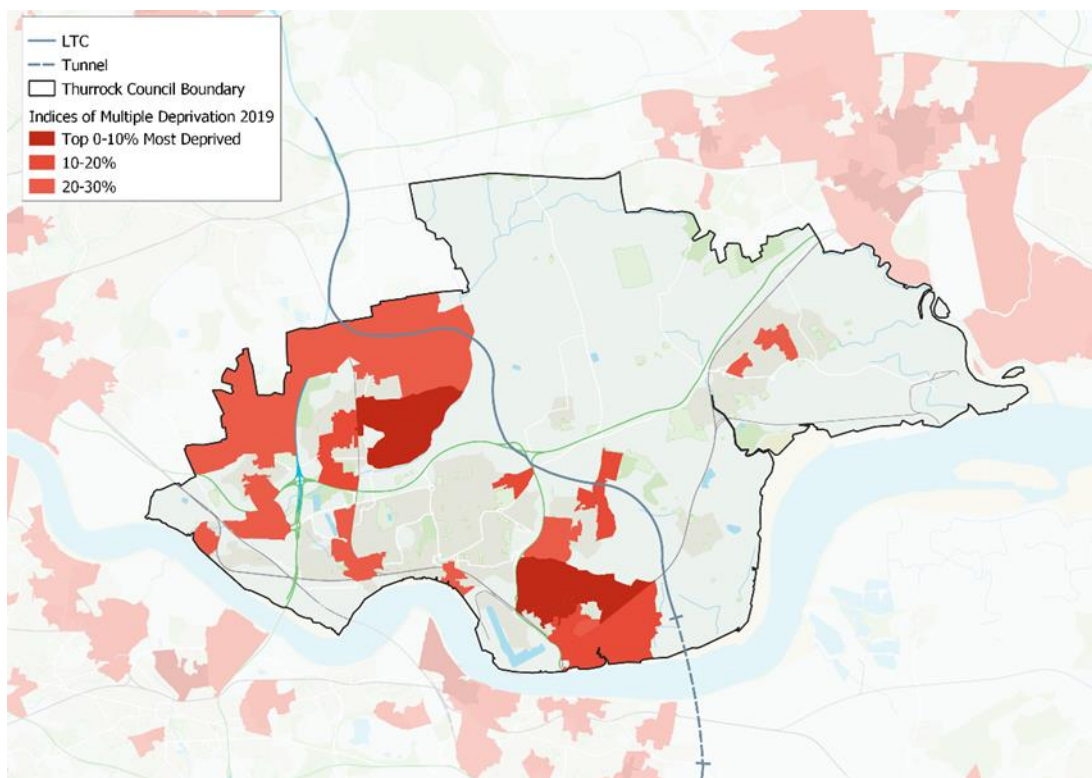 LTC
Tunnel
Thurrock Council Boundary
Indices of Multiple Deprivation 2019
Top 0-10% Most Deprived
10-20%
20-30%